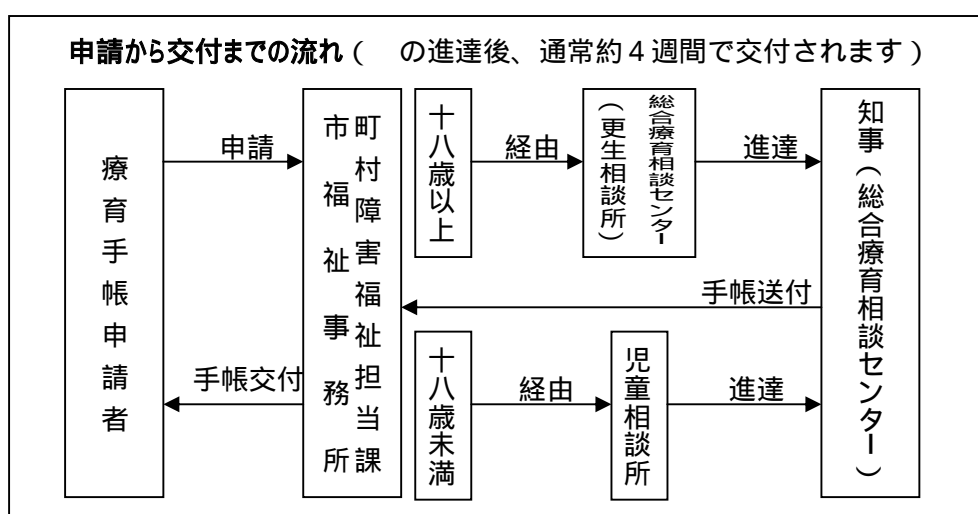 申請から交付までの流れ（　の進達後、通常約４週間で交付されます）
療育手帳申請者
申請
手帳交付
町村障害福祉担当課
市福祉事務所
十八歳以上
経由
総合療育相談センター
（更生相談所）
進達
手帳送付
十八歳未満
経由
児童相談所
進達
知事（総合療育相談センター）